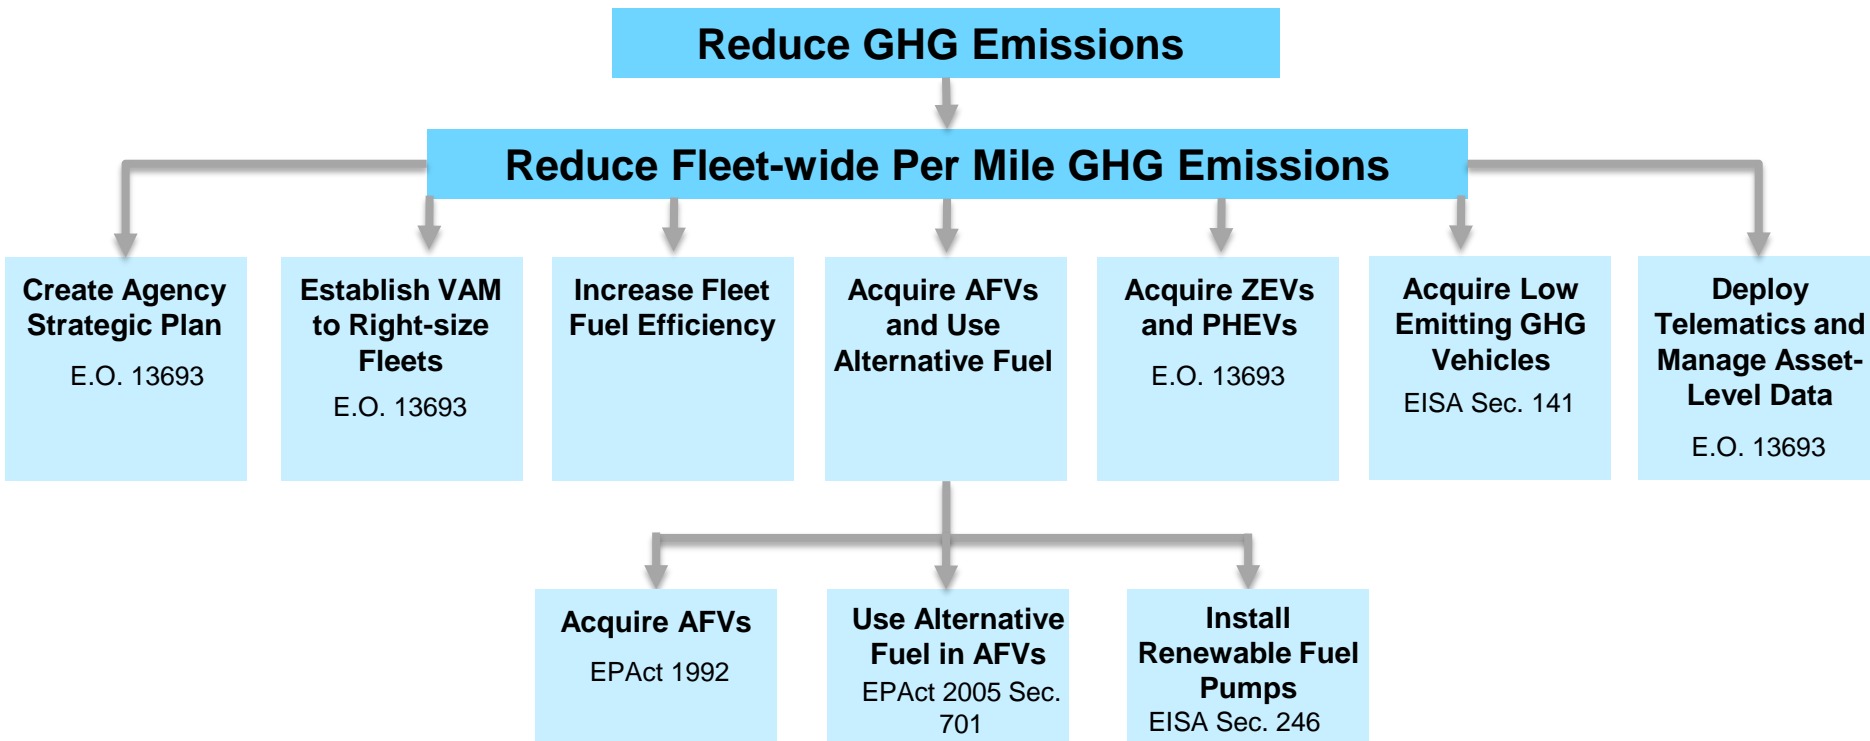 Reduce GHG Emissions
Reduce Fleet-wide Per Mile GHG Emissions
Create Agency
Strategic Plan
E.O. 13693
Establish VAM
to Right-size
Fleets
E.O. 13693
Increase Fleet
Fuel Efficiency
Acquire AFVs
and Use
Alternative Fuel
Acquire ZEVs
and PHEVs
E.O. 13693
Acquire Low
Emitting GHG
Vehicles
EISA Sec. 141
Deploy
Telematics and
Manage Asset-
Level Data
E.O. 13693
Acquire AFVs
EPAct 1992
Use Alternative
Fuel in AFVs
EPAct 2005 Sec.
701
Install
Renewable Fuel
Pumps
EISA Sec. 246